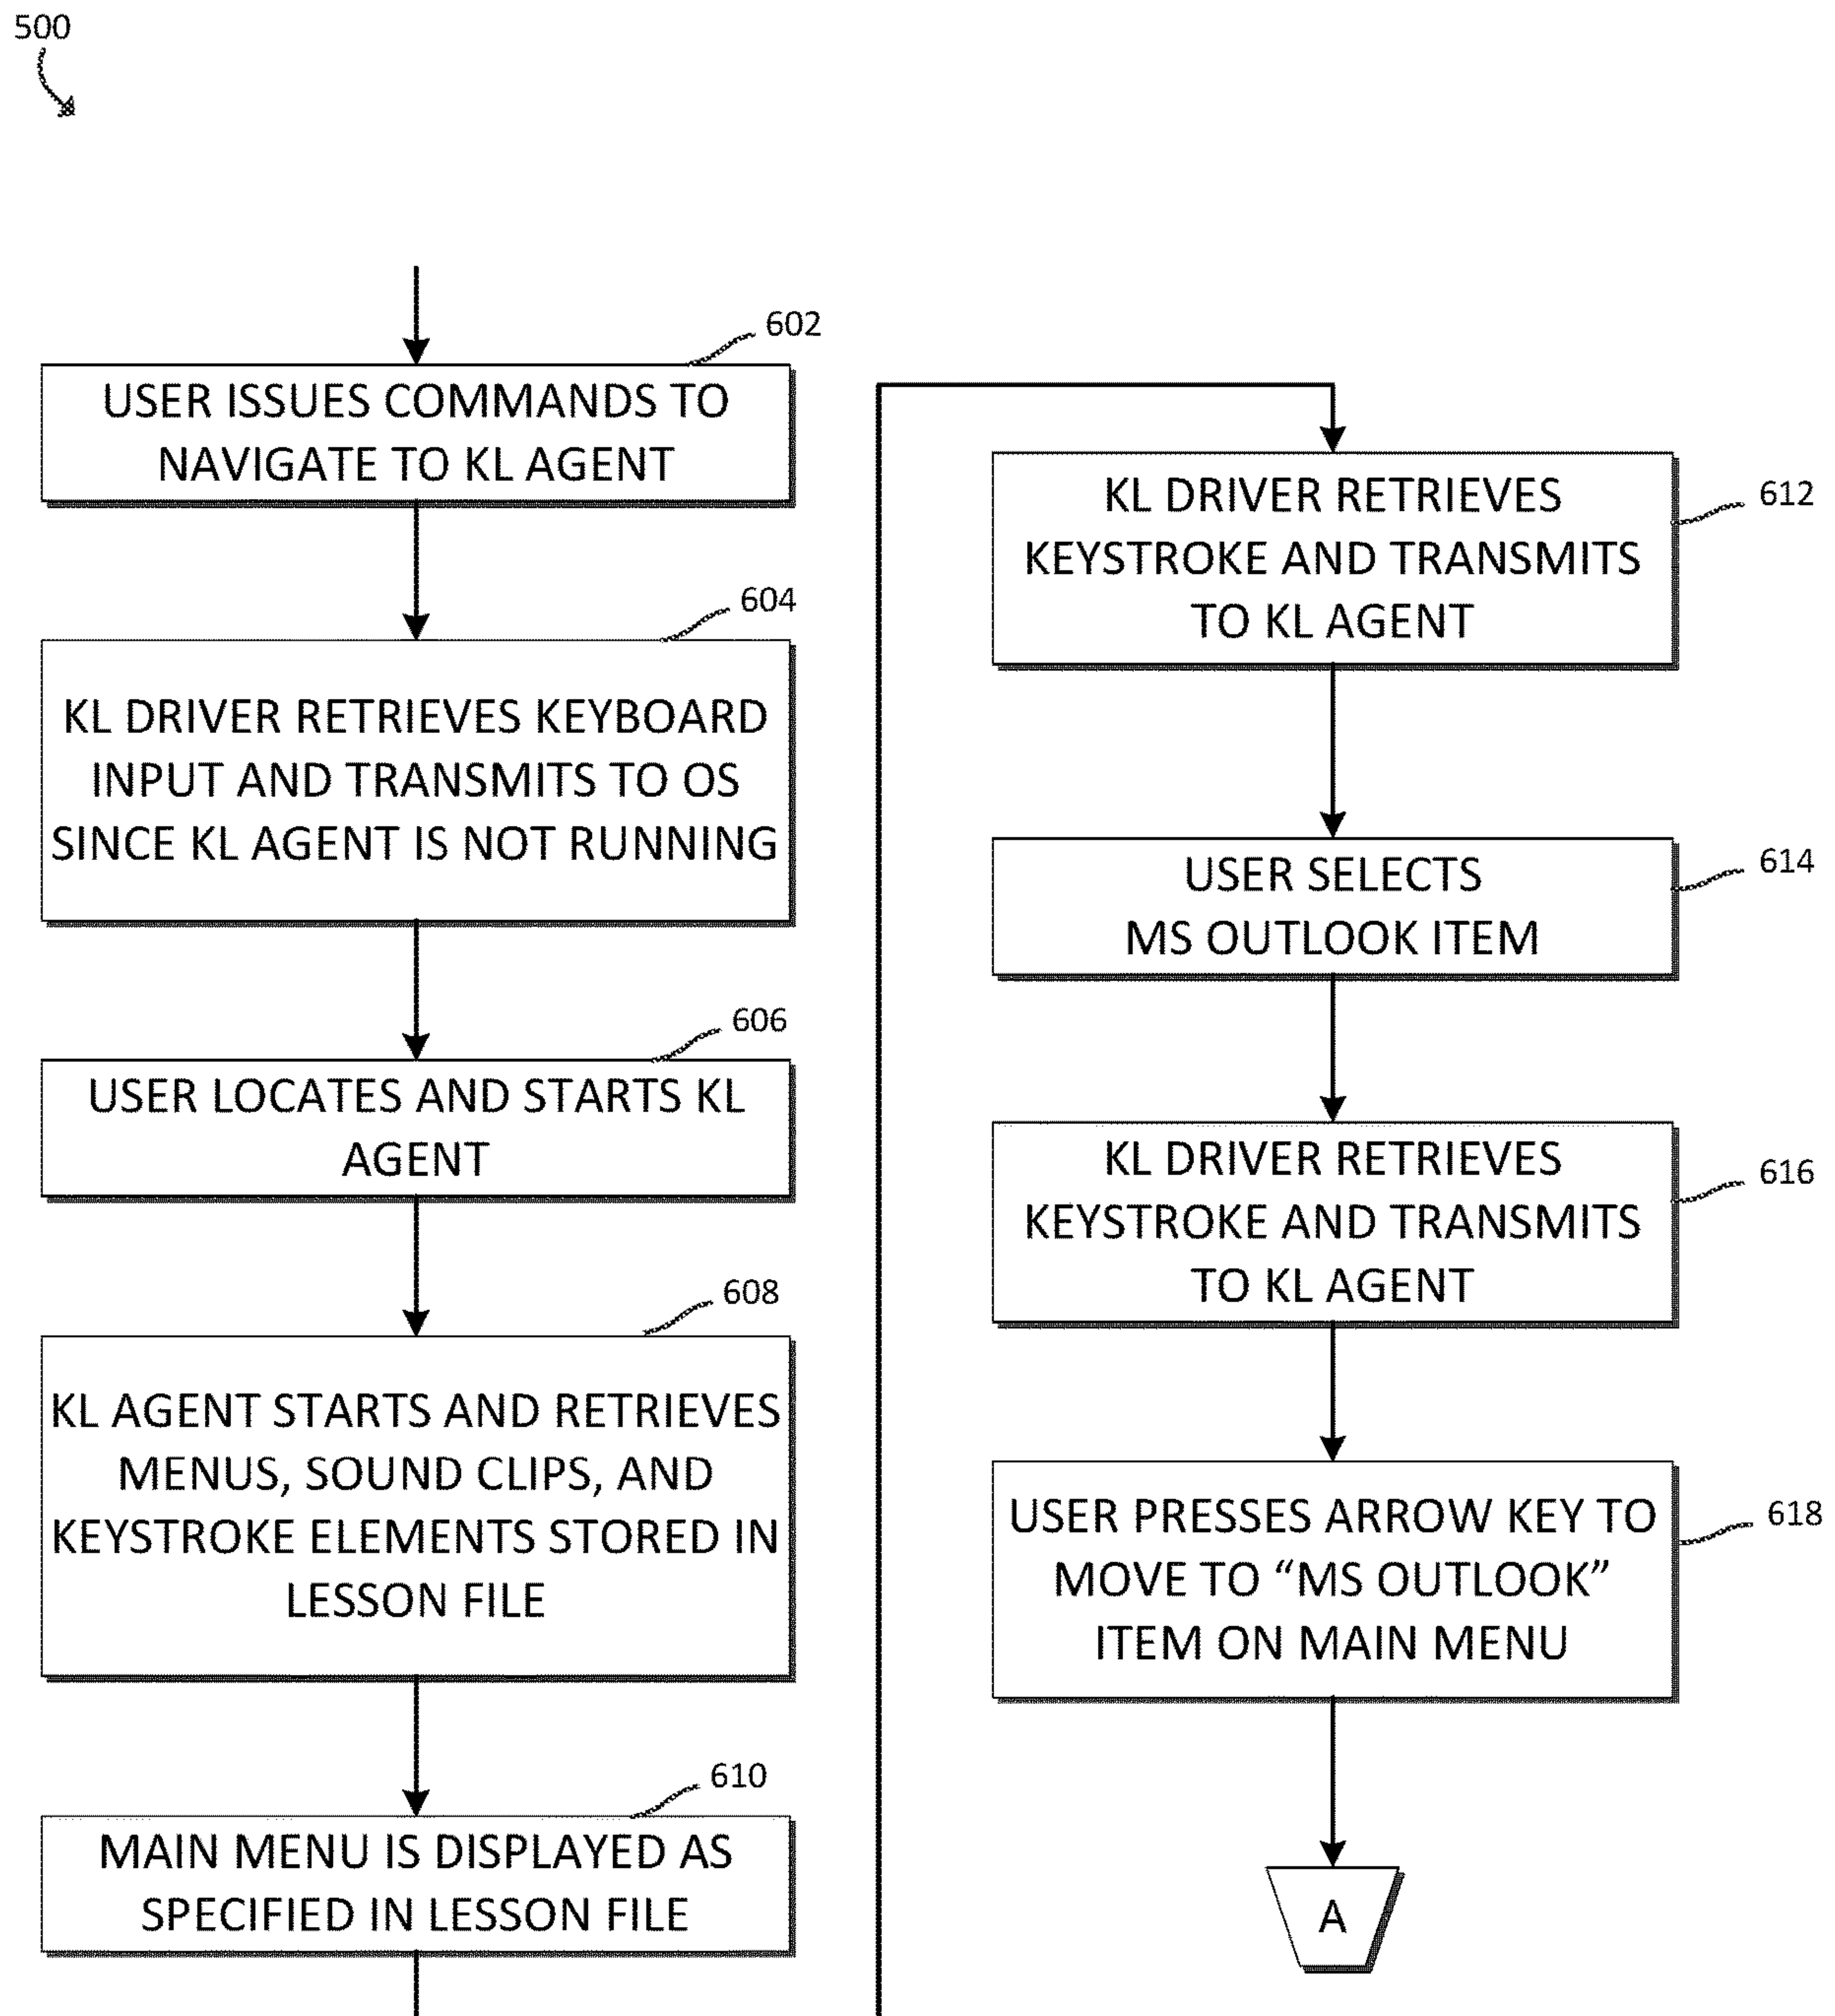 500
602
USER ISSUES COMMANDS TO
NAVIGATE TO KL AGENT
604
KL DRIVER RETRIEVES KEYBOARD
INPUT AND TRANSMITS TO OS
SINCE KL AGENT IS NOT RUNNING
606
USER LOCATES AND STARTS KL
AGENT
608
KL AGENT STARTS AND RETRIEVES
MENUS, SOUND CLIPS, AND
KEYSTROKE ELEMENTS STORED IN
LESSON FILE
610
MAIN MENU IS DISPLAYED AS
SPECIFIED IN LESSON FILE
612
KL DRIVER RETRIEVES
KEYSTROKE AND TRANSMITS
TO KL AGENT
614
USER SELECTS
MS OUTLOOK ITEM
616
KL DRIVER RETRIEVES
KEYSTROKE AND TRANSMITS
TO KL AGENT
618
USER PRESSES ARROW KEY TO
MOVE TO “MS OUTLOOK”
ITEM ON MAIN MENU
A